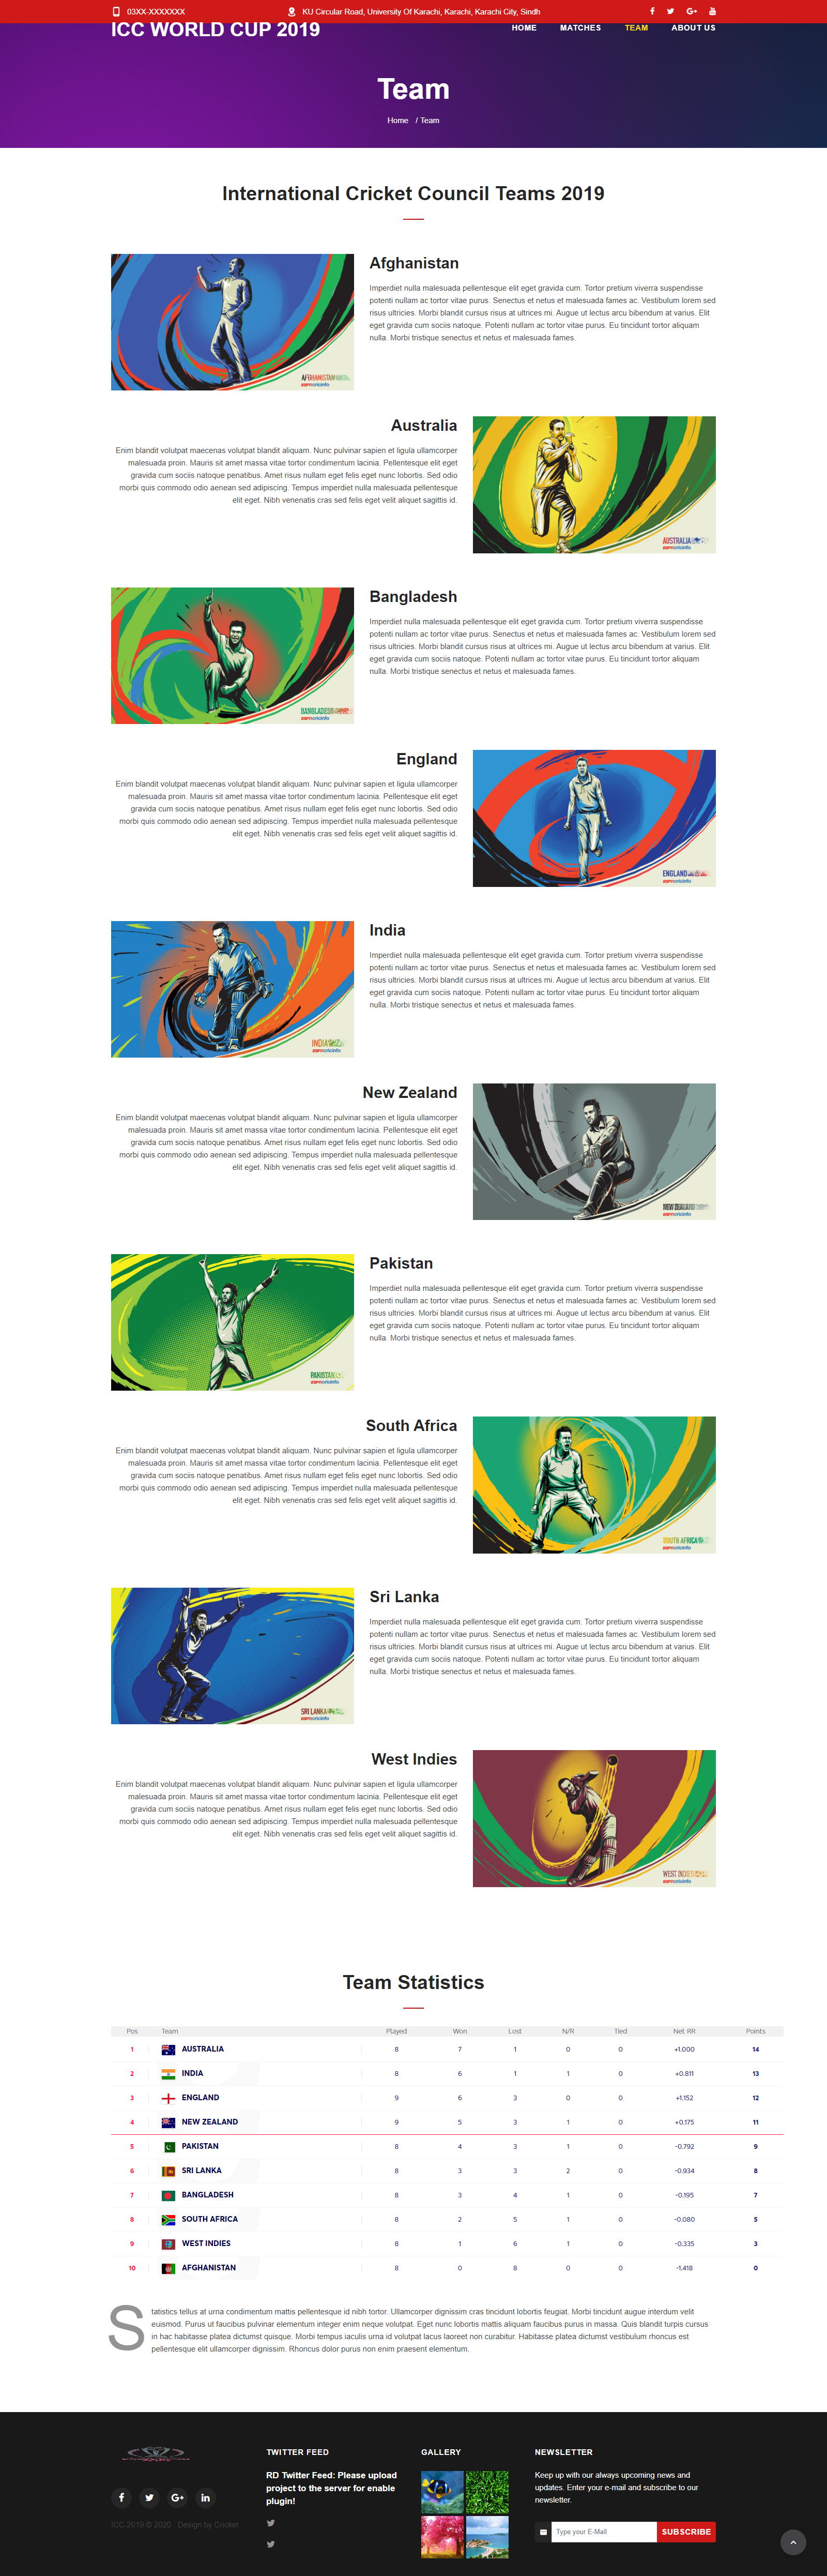 03XX-XXXXXXX
KU Circular Road, University Of Karachi, Karachi, Karachi City, Sindh
ICC WORLD CUP 2019
HOME MATCHES TEAM ABOUT US
Team
Home / Team
International Cricket Council Teams 2019
Afghanistan
Imperdiet nulla malesuada pellentesque elit eget gravida cum. Tortor pretium viverra suspendisse
potenti nullam ac tortor vitae purus. Senectus et netus et malesuada fames ac. Vestibulum lorem sed
risus ultricies. Morbi blandit cursus risus at ultrices mi. Augue ut lectus arcu bibendum at varius. Elit
eget gravida cum sociis natoque. Potenti nullam ac tortor vitae purus. Eu tincidunt tortor aliquam
nulla. Morbi tristique senectus et netus et malesuada fames.
AFGHANISTAN
ESPNcricinfo
Australia
Enim blandit volutpat maecenas volutpat blandit aliquam. Nunc pulvinar sapien et ligula ullamcorper
malesuada proin. Mauris sit amet massa vitae tortor condimentum lacinia. Pellentesque elit eget
gravida cum sociis natoque penatibus. Amet risus nullam eget felis eget nunc lobortis. Sed odio
morbi quis commodo odio aenean sed adipiscing. Tempus imperdiet nulla malesuada pellentesque
elit eget. Nibh venenatis cras sed felis eget velit aliquet sagittis id.
AUSTRALIA
ESPNcricinfo
Bangladesh
Imperdiet nulla malesuada pellentesque elit eget gravida cum. Tortor pretium viverra suspendisse
potenti nullam ac tortor vitae purus. Senectus et netus et malesuada fames ac. Vestibulum lorem sed
risus ultricies. Morbi blandit cursus risus at ultrices mi. Augue ut lectus arcu bibendum at varius. Elit
eget gravida cum sociis natoque. Potenti nullam ac tortor vitae purus. Eu tincidunt tortor aliquam
nulla. Morbi tristique senectus et netus et malesuada fames.
BANGLADESH
ESPNcricinfo
England
Enim blandit volutpat maecenas volutpat blandit aliquam. Nunc pulvinar sapien et ligula ullamcorper
malesuada proin. Mauris sit amet massa vitae tortor condimentum lacinia. Pellentesque elit eget
gravida cum sociis natoque penatibus. Amet risus nullam eget felis eget nunc lobortis. Sed odio
morbi quis commodo odio aenean sed adipiscing. Tempus imperdiet nulla malesuada pellentesque
elit eget. Nibh venenatis cras sed felis eget velit aliquet sagittis id.
ENGLAND
ESPNcricinfo
India
Imperdiet nulla malesuada pellentesque elit eget gravida cum. Tortor pretium viverra suspendisse
potenti nullam ac tortor vitae purus. Senectus et netus et malesuada fames ac. Vestibulum lorem sed
risus ultricies. Morbi blandit cursus risus at ultrices mi. Augue ut lectus arcu bibendum at varius. Elit
eget gravida cum sociis natoque. Potenti nullam ac tortor vitae purus. Eu tincidunt tortor aliquam
nulla. Morbi tristique senectus et netus et malesuada fames.
INDIA
ESPNcricinfo
New Zealand
Enim blandit volutpat maecenas volutpat blandit aliquam. Nunc pulvinar sapien et ligula ullamcorper
malesuada proin. Mauris sit amet massa vitae tortor condimentum lacinia. Pellentesque elit eget
gravida cum sociis natoque penatibus. Amet risus nullam eget felis eget nunc lobortis. Sed odio
morbi quis commodo odio aenean sed adipiscing. Tempus imperdiet nulla malesuada pellentesque
elit eget. Nibh venenatis cras sed felis eget velit aliquet sagittis id.
NEW ZEALAND
ESPNcricinfo
Pakistan
Imperdiet nulla malesuada pellentesque elit eget gravida cum. Tortor pretium viverra suspendisse
potenti nullam ac tortor vitae purus. Senectus et netus et malesuada fames ac. Vestibulum lorem sed
risus ultricies. Morbi blandit cursus risus at ultrices mi. Augue ut lectus arcu bibendum at varius. Elit
eget gravida cum sociis natoque. Potenti nullam ac tortor vitae purus. Eu tincidunt tortor aliquam
nulla. Morbi tristique senectus et netus et malesuada fames.
PAKISTAN
ESPNcricinfo
South Africa
Enim blandit volutpat maecenas volutpat blandit aliquam. Nunc pulvinar sapien et ligula ullamcorper
malesuada proin. Mauris sit amet massa vitae tortor condimentum lacinia. Pellentesque elit eget
gravida cum sociis natoque penatibus. Amet risus nullam eget felis eget nunc lobortis. Sed odio
morbi quis commodo odio aenean sed adipiscing. Tempus imperdiet nulla malesuada pellentesque
elit eget. Nibh venenatis cras sed felis eget velit aliquet sagittis id.
SOUTH AFRICA
ESPNcricinfo
Sri Lanka
Imperdiet nulla malesuada pellentesque elit eget gravida cum. Tortor pretium viverra suspendisse
potenti nullam ac tortor vitae purus. Senectus et netus et malesuada fames ac. Vestibulum lorem sed
risus ultricies. Morbi blandit cursus risus at ultrices mi. Augue ut lectus arcu bibendum at varius. Elit
eget gravida cum sociis natoque. Potenti nullam ac tortor vitae purus. Eu tincidunt tortor aliquam
nulla. Morbi tristique senectus et netus et malesuada fames.
SRI LANKA
ESPNcricinfo
West Indies
Enim blandit volutpat maecenas volutpat blandit aliquam. Nunc pulvinar sapien et ligula ullamcorper
malesuada proin. Mauris sit amet massa vitae tortor condimentum lacinia. Pellentesque elit eget
gravida cum sociis natoque penatibus. Amet risus nullam eget felis eget nunc lobortis. Sed odio
morbi quis commodo odio aenean sed adipiscing. Tempus imperdiet nulla malesuada pellentesque
elit eget. Nibh venenatis cras sed felis eget velit aliquet sagittis id.
WEST INDIES
ESPNcricinfo
Team Statistics
Pos Team Played Won Lost N/R Tied Net RR Points
1 AUSTRALIA 8 7 1 0 0 +1.000 14
2 INDIA 8 6 1 1 0 +0.811 13
3 ENGLAND 9 6 3 0 0 +1.152 12
4 NEW ZEALAND 9 5 3 1 0 +0.175 11
5 PAKISTAN 8 4 3 1 0 -0.792 9
6 SRI LANKA 8 3 3 2 0 -0.934 8
7 BANGLADESH 8 3 4 1 0 -0.195 7
8 SOUTH AFRICA 8 2 5 1 0 -0.080 5
9 WEST INDIES 8 1 6 1 0 -0.335 3
10 AFGHANISTAN 8 0 8 0 0 -1.418 0
Statistics tellus at urna condimentum mattis pellentesque id nibh tortor. Ullamcorper dignissim cras tincidunt lobortis feugiat. Morbi tincidunt augue interdum velit
euismod. Purus ut faucibus pulvinar elementum integer enim neque volutpat. Eget nunc lobortis mattis aliquam faucibus purus in massa. Quis blandit turpis cursus
in hac habitasse platea dictumst quisque. Morbi tempus iaculis urna id volutpat lacus laoreet non curabitur. Habitasse platea dictumst vestibulum rhoncus est
pellentesque elit ullamcorper dignissim. Rhoncus dolor purus non enim praesent elementum.
ICC 2019 © 2020 . Design by Cricket
TWITTER FEED
RD Twitter Feed: Please upload
project to the server for enable
plugin!
GALLERY
NEWSLETTER
Keep up with our always upcoming news and
updates. Enter your e-mail and subscribe to our
newsletter.
Type your E-Mail
SUBSCRIBE